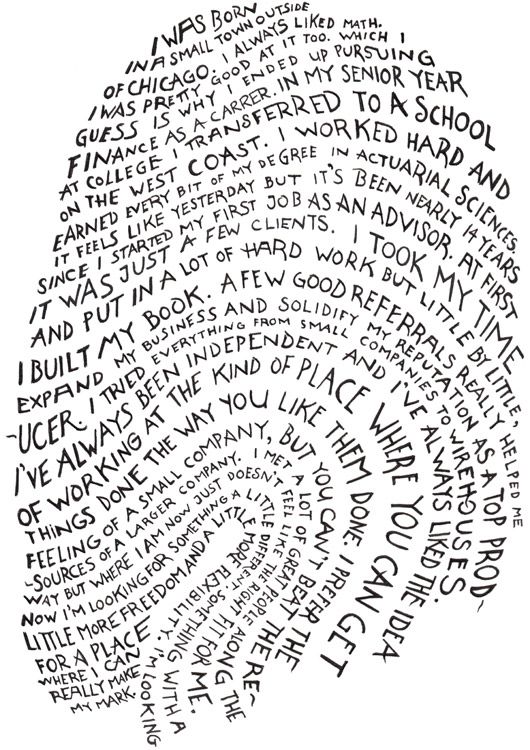 I WAS BORN
IN A SMALL TOWN OUTSIDE
OF CHICAGO. I ALWAYS LIKED MATH.
I WAS PRETTY GOOD AT IT TOO. WHICH I
GUESS IS WHY I ENDED UP PURSUING
FINANCE AS A CARRER. IN MY SENIOR YEAR
AT COLLEGE I TRANSFERRED TO A SCHOOL
ON THE WEST COAST. I WORKED HARD AND
EARNED EVERY BIT OF MY DEGREE IN ACTUARIAL SCIENCES.
IT FEELS LIKE YESTERDAY BUT IT'S BEEN NEARLY 14 YEARS
SINCE I STARTED MY FIRST JOB AS AN ADVISOR. AT FIRST
IT WAS JUST A FEW CLIENTS. I TOOK MY TIME
AND PUT IN A LOT OF HARD WORK BUT LITTLE BY LITTLE,
I BUILT MY BOOK. A FEW GOOD REFERRALS REALLY HELPED ME
EXPAND MY BUSINESS AND SOLIDIFY MY REPUTATION AS A TOP PROD-
-UCER. I TRIED EVERYTHING FROM SMALL COMPANIES TO WIREHOUSES.
I'VE ALWAYS BEEN INDEPENDENT AND I'VE ALWAYS LIKED THE IDEA
OF WORKING AT THE KIND OF PLACE WHERE YOU CAN GET
THINGS DONE THE WAY YOU LIKE THEM DONE. I PREFER THE
FEELING OF A SMALL COMPANY, BUT YOU CAN'T BEAT THE RE-
-SOURCES OF A LARGER COMPANY. I MET A LOT OF GREAT PEOPLE ALONG THE
WAY BUT WHERE I AM NOW JUST DOESN'T FEEL LIKE THE RIGHT FIT FOR ME.
NOW I'M LOOKING FOR SOMETHING A LITTLE DIFFERENT. SOMETHING WITH A
LITTLE MORE FREEDOM AND A LITTLE MORE FLEXIBILITY. I'M LOOKING
FOR A PLACE
WHERE I CAN
REALLY MAKE
MY MARK.